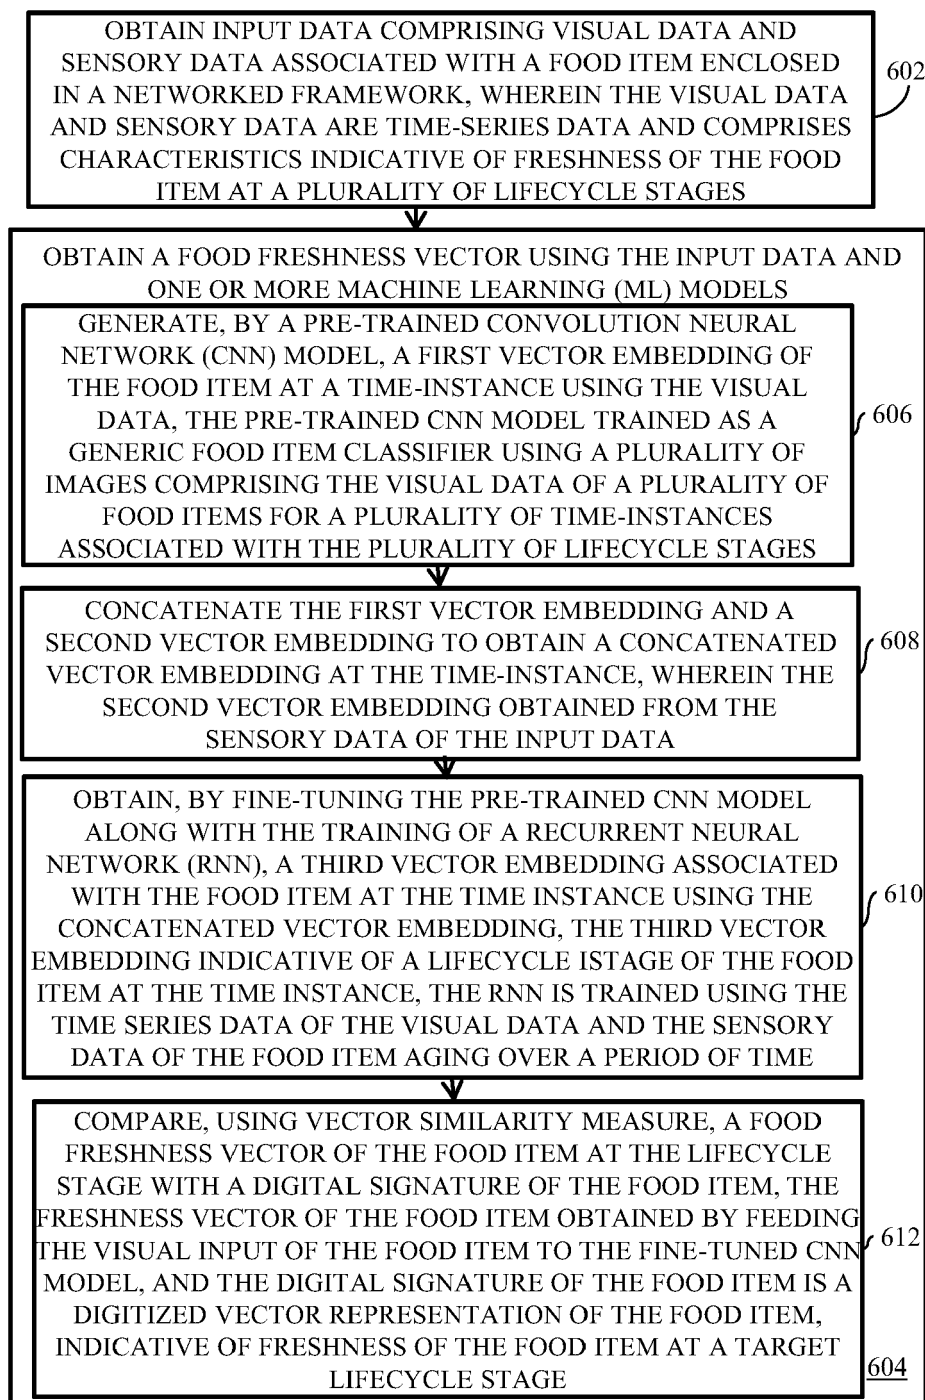 OBTAIN INPUT DATA COMPRISING VISUAL DATA AND
SENSORY DATA ASSOCIATED WITH A FOOD ITEM ENCLOSED
IN A NETWORKED FRAMEWORK, WHEREIN THE VISUAL DATA
AND SENSORY DATA ARE TIME-SERIES DATA AND COMPRISES
CHARACTERISTICS INDICATIVE OF FRESHNESS OF THE FOOD
ITEM AT A PLURALITY OF LIFECYCLE STAGES
602
OBTAIN A FOOD FRESHNESS VECTOR USING THE INPUT DATA AND
ONE OR MORE MACHINE LEARNING (ML) MODELS
GENERATE, BY A PRE-TRAINED CONVOLUTION NEURAL
NETWORK (CNN) MODEL, A FIRST VECTOR EMBEDDING OF
THE FOOD ITEM AT A TIME-INSTANCE USING THE VISUAL
DATA, THE PRE-TRAINED CNN MODEL TRAINED AS A
GENERIC FOOD ITEM CLASSIFIER USING A PLURALITY OF
IMAGES COMPRISING THE VISUAL DATA OF A PLURALITY OF
FOOD ITEMS FOR A PLURALITY OF TIME-INSTANCES
ASSOCIATED WITH THE PLURALITY OF LIFECYCLE STAGES
606
CONCATENATE THE FIRST VECTOR EMBEDDING AND A
SECOND VECTOR EMBEDDING TO OBTAIN A CONCATENATED
VECTOR EMBEDDING AT THE TIME-INSTANCE, WHEREIN THE
SECOND VECTOR EMBEDDING OBTAINED FROM THE
SENSORY DATA OF THE INPUT DATA
608
OBTAIN, BY FINE-TUNING THE PRE-TRAINED CNN MODEL
ALONG WITH THE TRAINING OF A RECURRENT NEURAL
NETWORK (RNN), A THIRD VECTOR EMBEDDING ASSOCIATED
WITH THE FOOD ITEM AT THE TIME INSTANCE USING THE
CONCATENATED VECTOR EMBEDDING, THE THIRD VECTOR
EMBEDDING INDICATIVE OF A LIFECYCLE ISTAGE OF THE FOOD
ITEM AT THE TIME INSTANCE, THE RNN IS TRAINED USING THE
TIME SERIES DATA OF THE VISUAL DATA AND THE SENSORY
DATA OF THE FOOD ITEM AGING OVER A PERIOD OF TIME
610
COMPARE, USING VECTOR SIMILARITY MEASURE, A FOOD
FRESHNESS VECTOR OF THE FOOD ITEM AT THE LIFECYCLE
STAGE WITH A DIGITAL SIGNATURE OF THE FOOD ITEM, THE
FRESHNESS VECTOR OF THE FOOD ITEM OBTAINED BY FEEDING
THE VISUAL INPUT OF THE FOOD ITEM TO THE FINE-TUNED CNN
MODEL, AND THE DIGITAL SIGNATURE OF THE FOOD ITEM IS A
DIGITIZED VECTOR REPRESENTATION OF THE FOOD ITEM,
INDICATIVE OF FRESHNESS OF THE FOOD ITEM AT A TARGET
LIFECYCLE STAGE
612
604